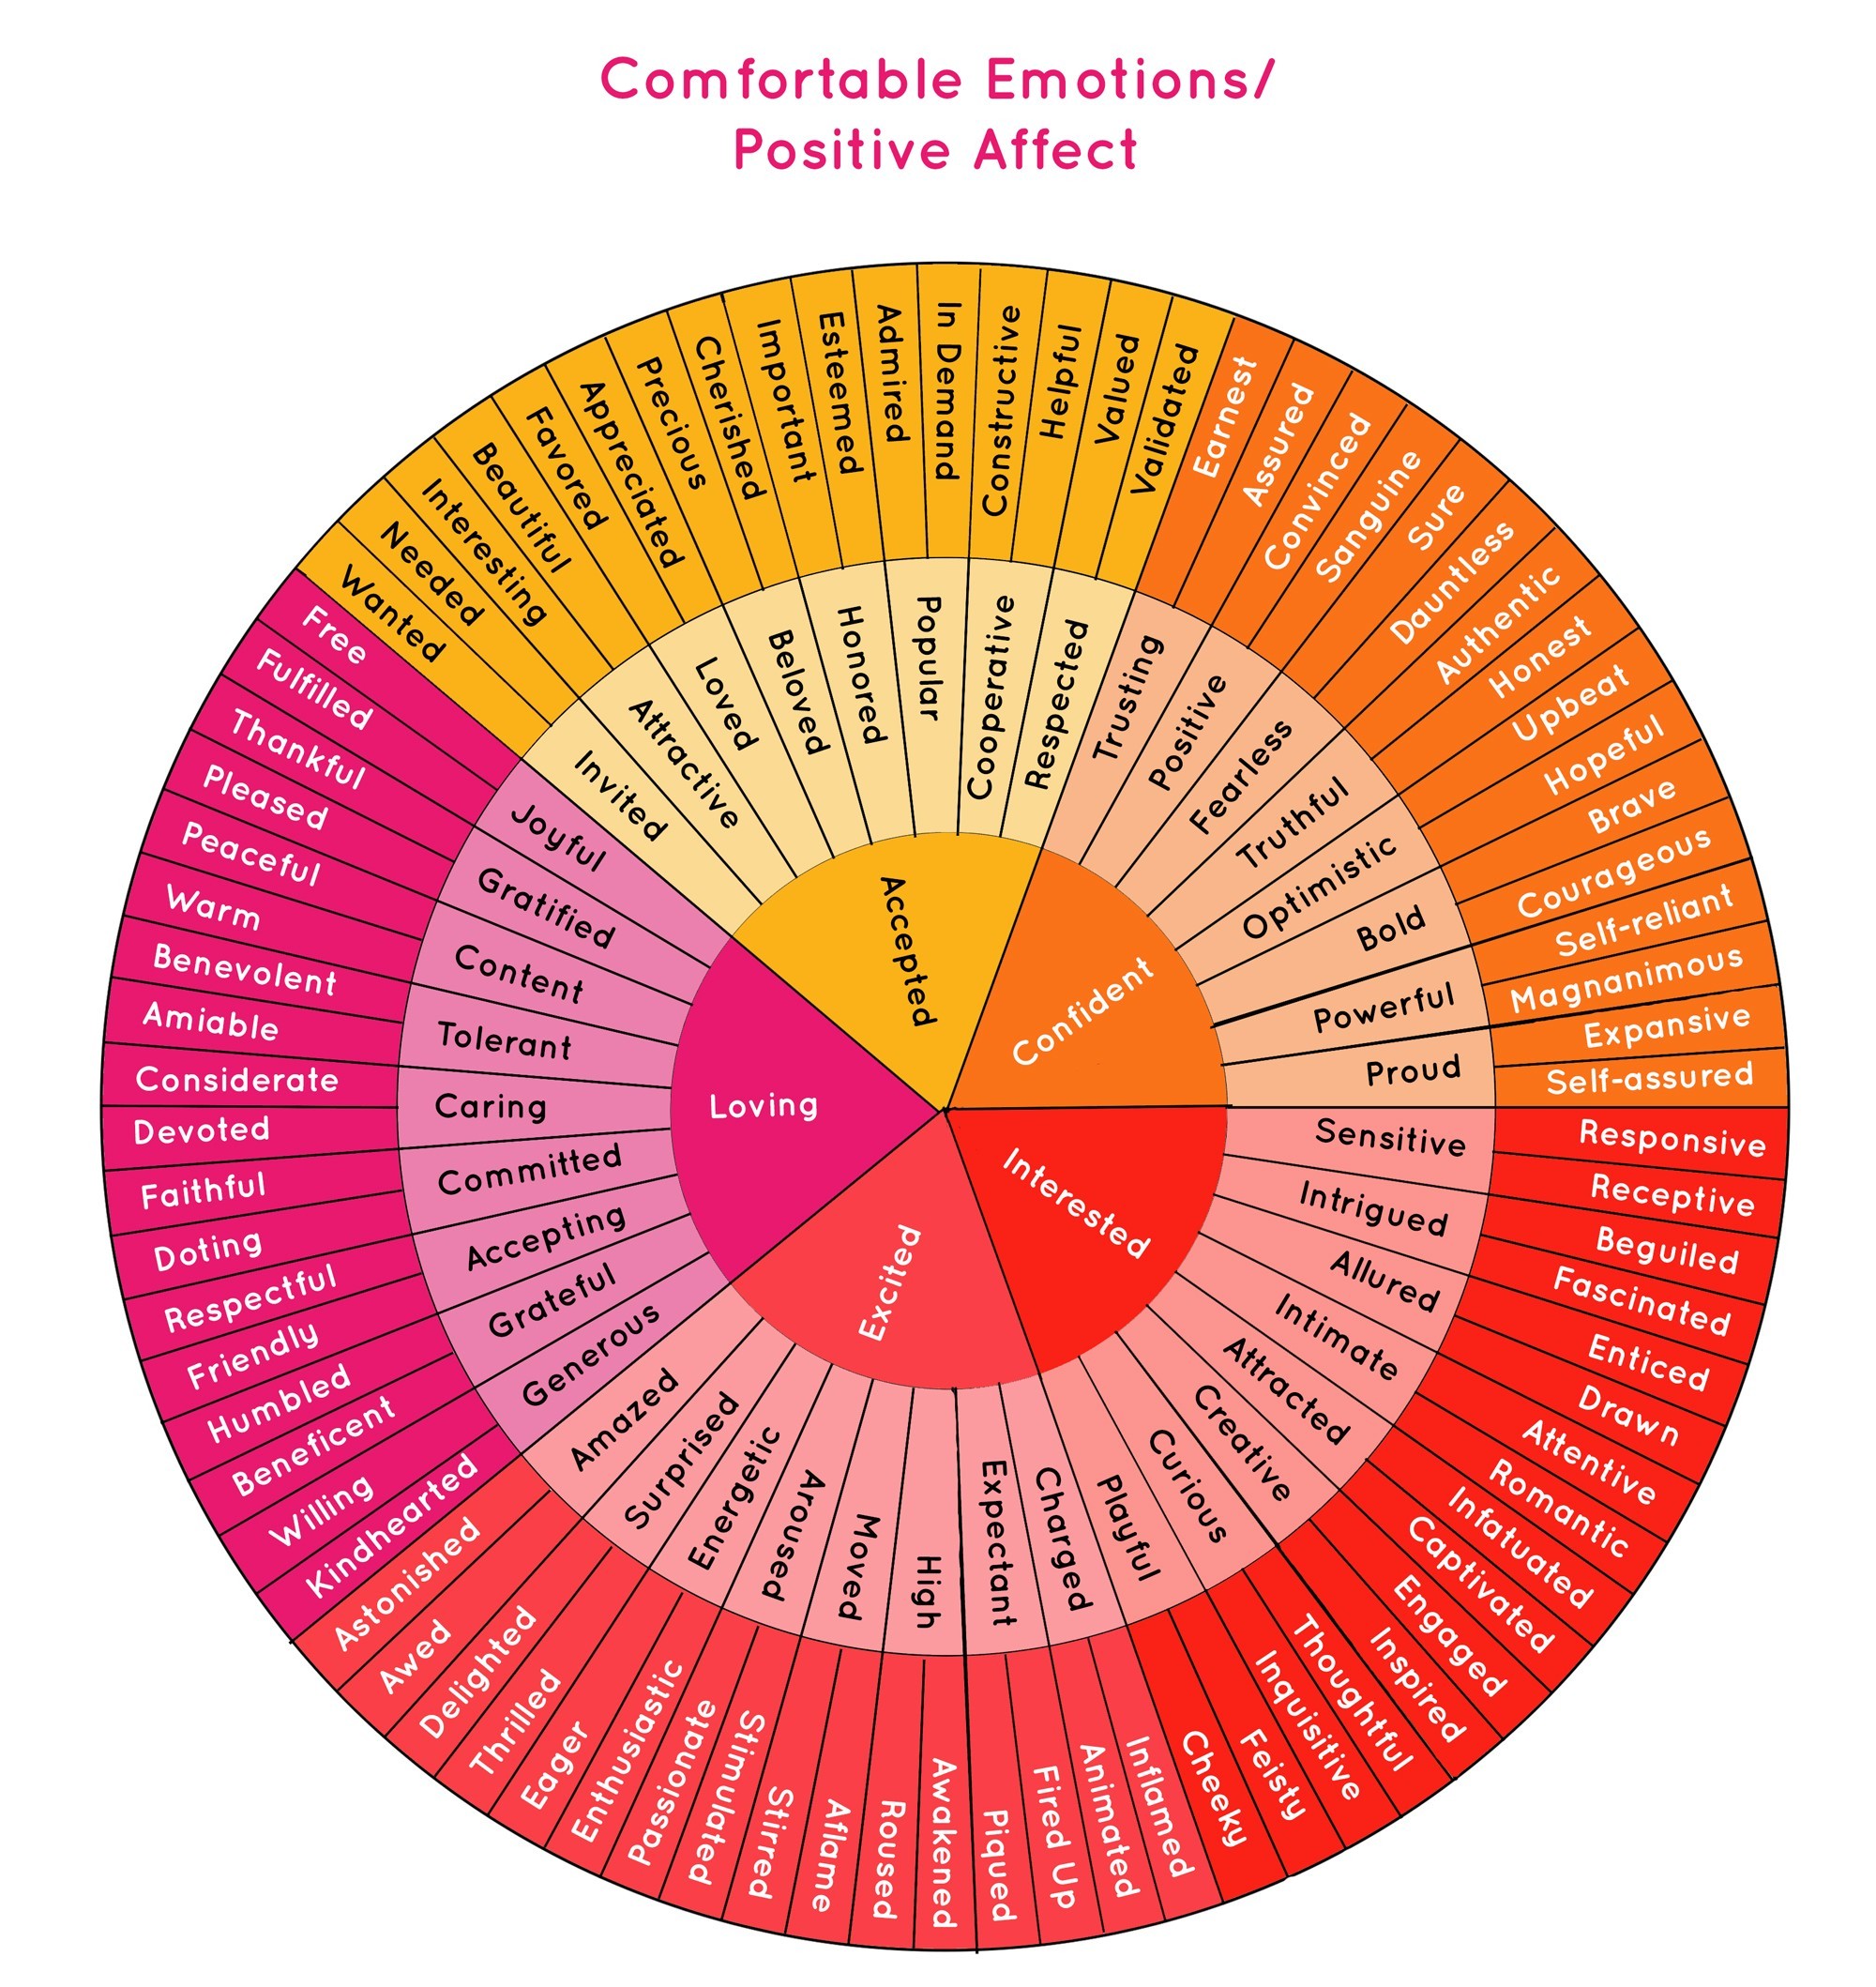 Comfortable Emotions/
Positive Affect
Accepted
Confident
Interested
Excited
Loving
Invited
Attractive
Loved
Beloved
Honored
Popular
Cooperative
Respected
Trusting
Positive
Fearless
Truthful
Optimistic
Bold
Powerful
Proud
Sensitive
Intrigued
Allured
Intimate
Attracted
Creative
Curious
Playful
Charged
Expectant
High
Moved
Aroused
Energetic
Surprised
Amazed
Generous
Grateful
Accepting
Committed
Caring
Tolerant
Content
Gratified
Joyful
Wanted
Needed
Interesting
Beautiful
Favored
Appreciated
Precious
Cherished
Important
Esteemed
Admired
In Demand
Constructive
Helpful
Valued
Validated
Earnest
Assured
Convinced
Sanguine
Sure
Dauntless
Authentic
Honest
Upbeat
Hopeful
Brave
Courageous
Self-reliant
Magnanimous
Expansive
Self-assured
Responsive
Receptive
Beguiled
Fascinated
Enticed
Drawn
Attentive
Romantic
Infatuated
Captivated
Engaged
Inspired
Thoughtful
Inquisitive
Feisty
Cheeky
Inflamed
Animated
Fired Up
Piqued
Awakened
Roused
Aflame
Stirred
Stimulated
Passionate
Enthusiastic
Eager
Thrilled
Delighted
Awed
Astonished
Kindhearted
Willing
Beneficent
Humbled
Friendly
Respectful
Doting
Faithful
Devoted
Considerate
Amiable
Benevolent
Warm
Peaceful
Pleased
Thankful
Fulfilled
Free